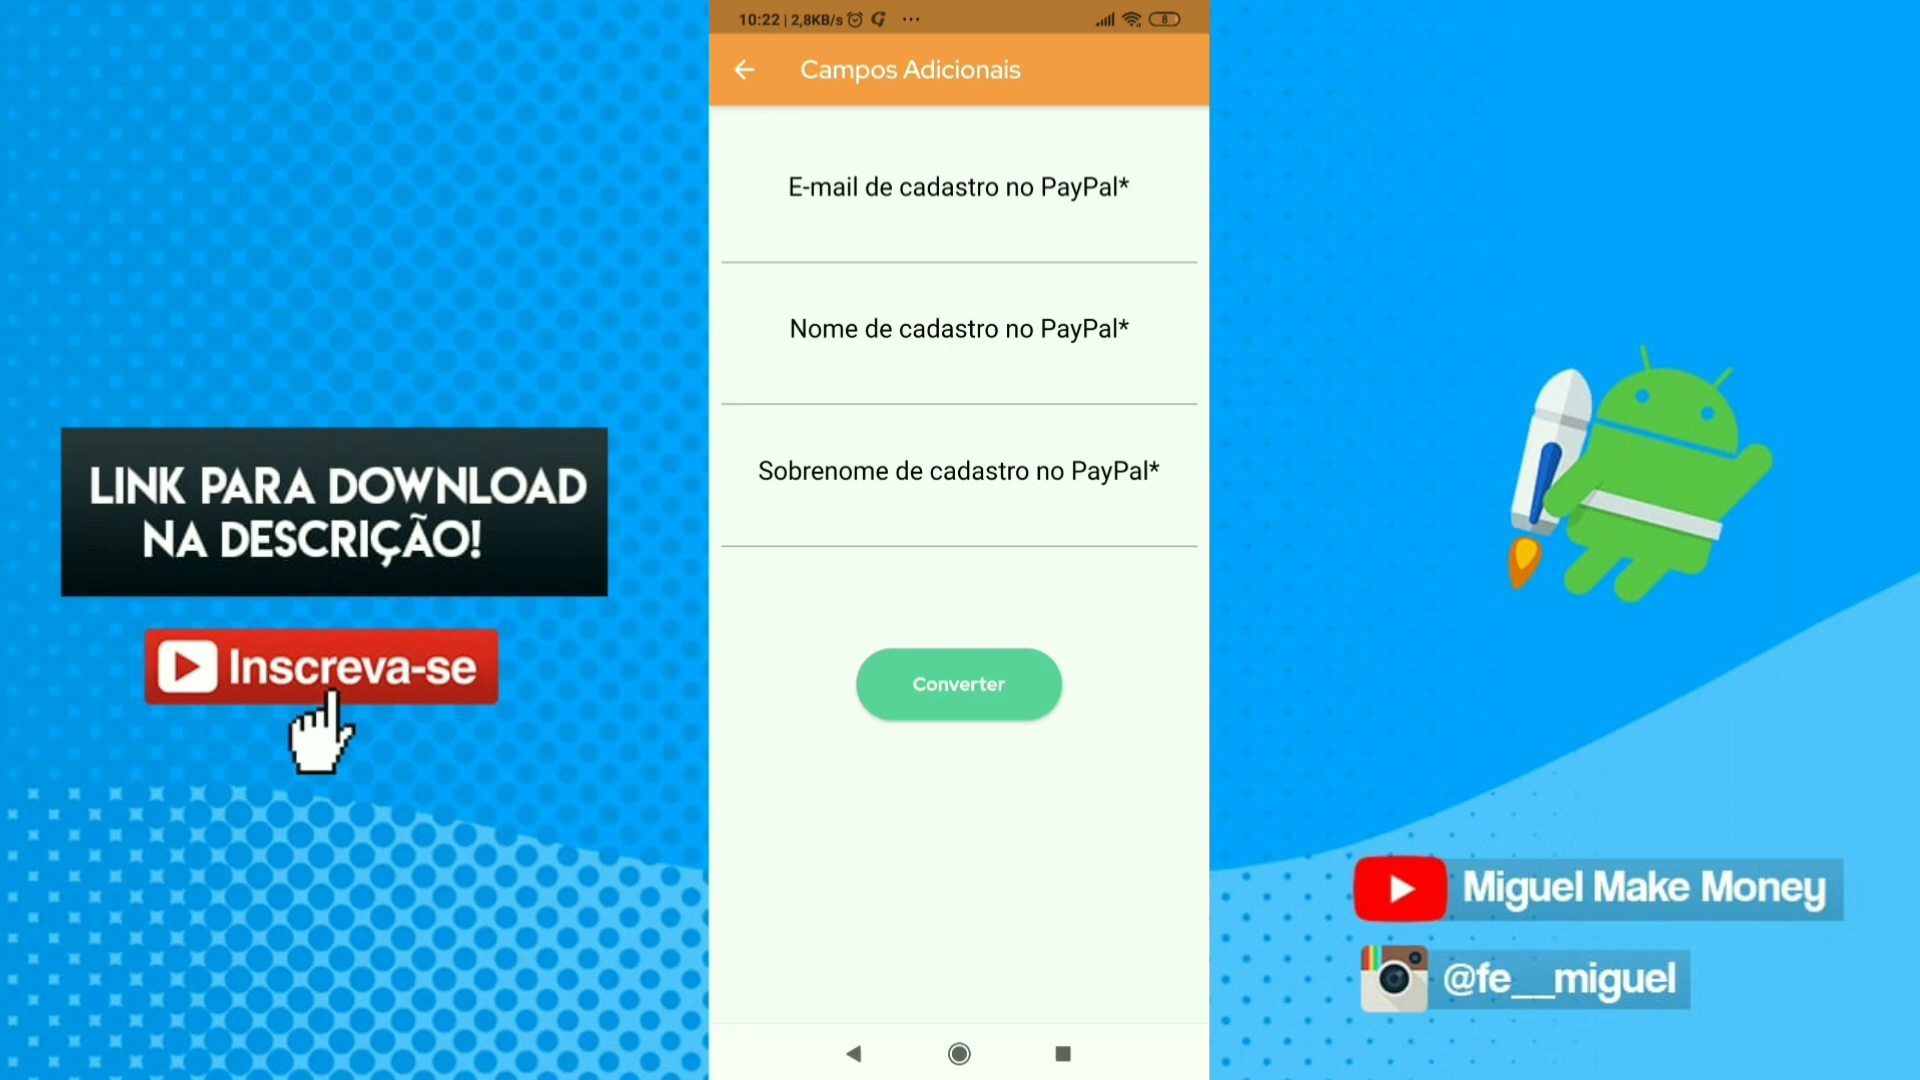 10:22 | 2,8KB/s
8
Campos Adicionais
E-mail de cadastro no PayPal*
Nome de cadastro no PayPal*
Sobrenome de cadastro no PayPal*
Converter
LINK PARA DOWNLOAD
NA DESCRIÇÃO!
Inscreva-se
Miguel Make Money
@fe__miguel